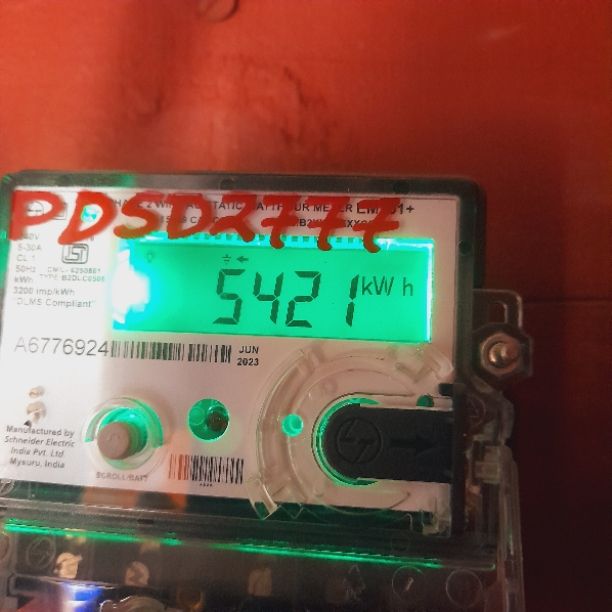 PDSD2777
5-30A
CL 1
50Hz
kWh
3200 imp/kWh
"DLMS Compliant"
5421 kWh
A6776924
JUN
2023
Manufactured by
Schneider Electric
India Pvt. Ltd
Mysuru, India
SCROLL/BATT